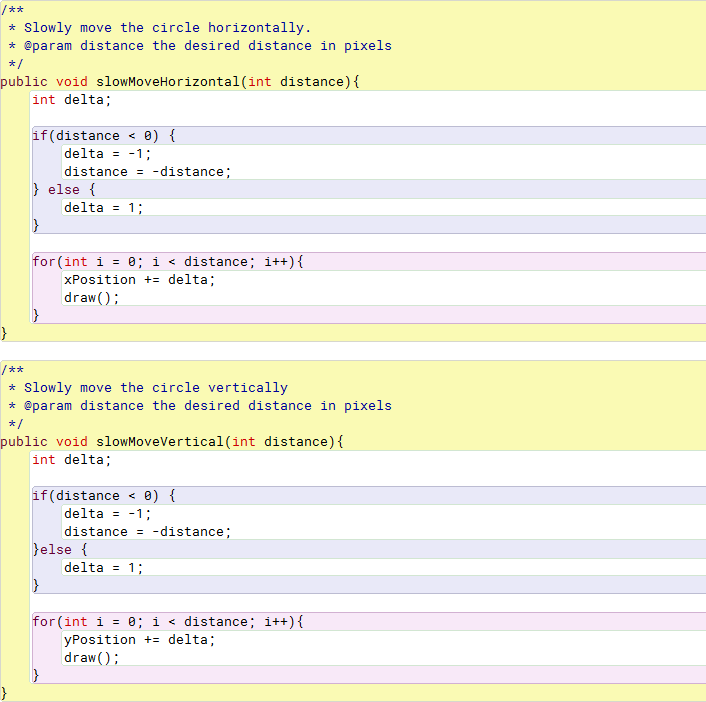 /**
 * Slowly move the circle horizontally.
 * @param distance the desired distance in pixels
 */
public void slowMoveHorizontal(int distance){
    int delta;

    if(distance < 0) {
        delta = -1;
        distance = -distance;
    } else {
        delta = 1;
    }

    for(int i = 0; i < distance; i++){
        xPosition += delta;
        draw();
    }
}

/**
 * Slowly move the circle vertically
 * @param distance the desired distance in pixels
 */
public void slowMoveVertical(int distance){
    int delta;

    if(distance < 0) {
        delta = -1;
        distance = -distance;
    }else {
        delta = 1;
    }

    for(int i = 0; i < distance; i++){
        yPosition += delta;
        draw();
    }
}